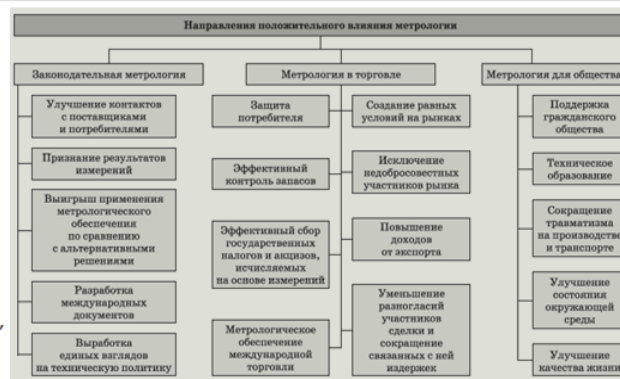 Направления положительного влияния метрологии
Законодательная метрология
Улучшение контактов
с поставщиками
и потребителями
Признание результатов
измерений
Выигрыш применения
метрологического
обеспечения
по сравнению
с альтернативными
решениями
Разработка
международных
документов
Выработка
единых взглядов
на техническую политику
Метрология в торговле
Защита
потребителя
Эффективный
контроль запасов
Эффективный сбор
государственных
налогов и акцизов,
исчисляемых
на основе измерений
Метрологическое
обеспечение
международной
торговли
Создание равных
условий на рынках
Исключение
недобросовестных
участников рынка
Повышение
доходов
от экспорта
Уменьшение
разногласий
участников
сделки и
сокращение
связанных с ней
издержек
Метрология для общества
Поддержка
гражданского
общества
Техническое
образование
Сокращение
травматизма
на производстве
и транспорте
Улучшение
состояния
окружающей
среды
Улучшение
качества жизни